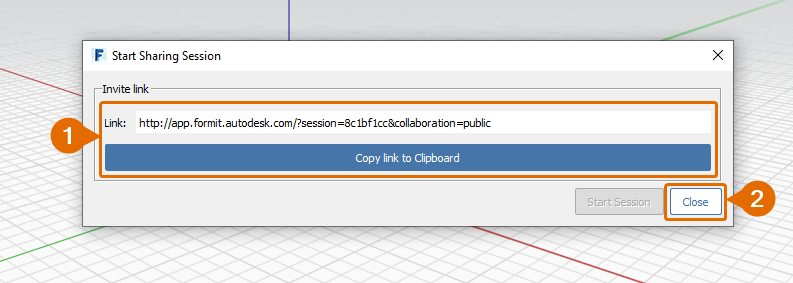 F Start Sharing Session
Invite link
1
Link: http://app.formit.autodesk.com/?session=8c1bf1cc&collaboration=public
Copy link to Clipboard
Start Session Close 2